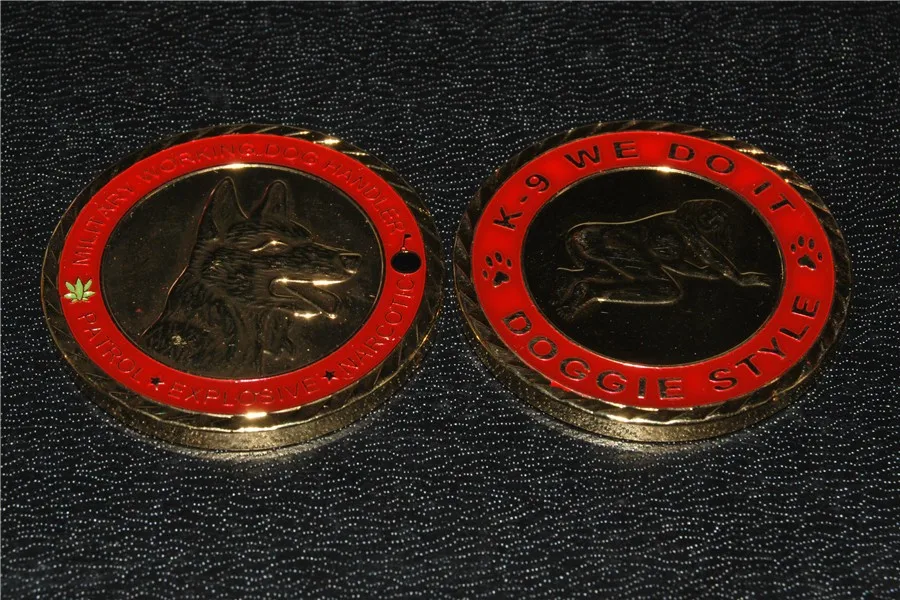 MILITARY WORKING DOG HANDLER
PATROL ★ EXPLOSIVE ★ NARCOTIC
K-9 WE DO IT
DOGGIE STYLE